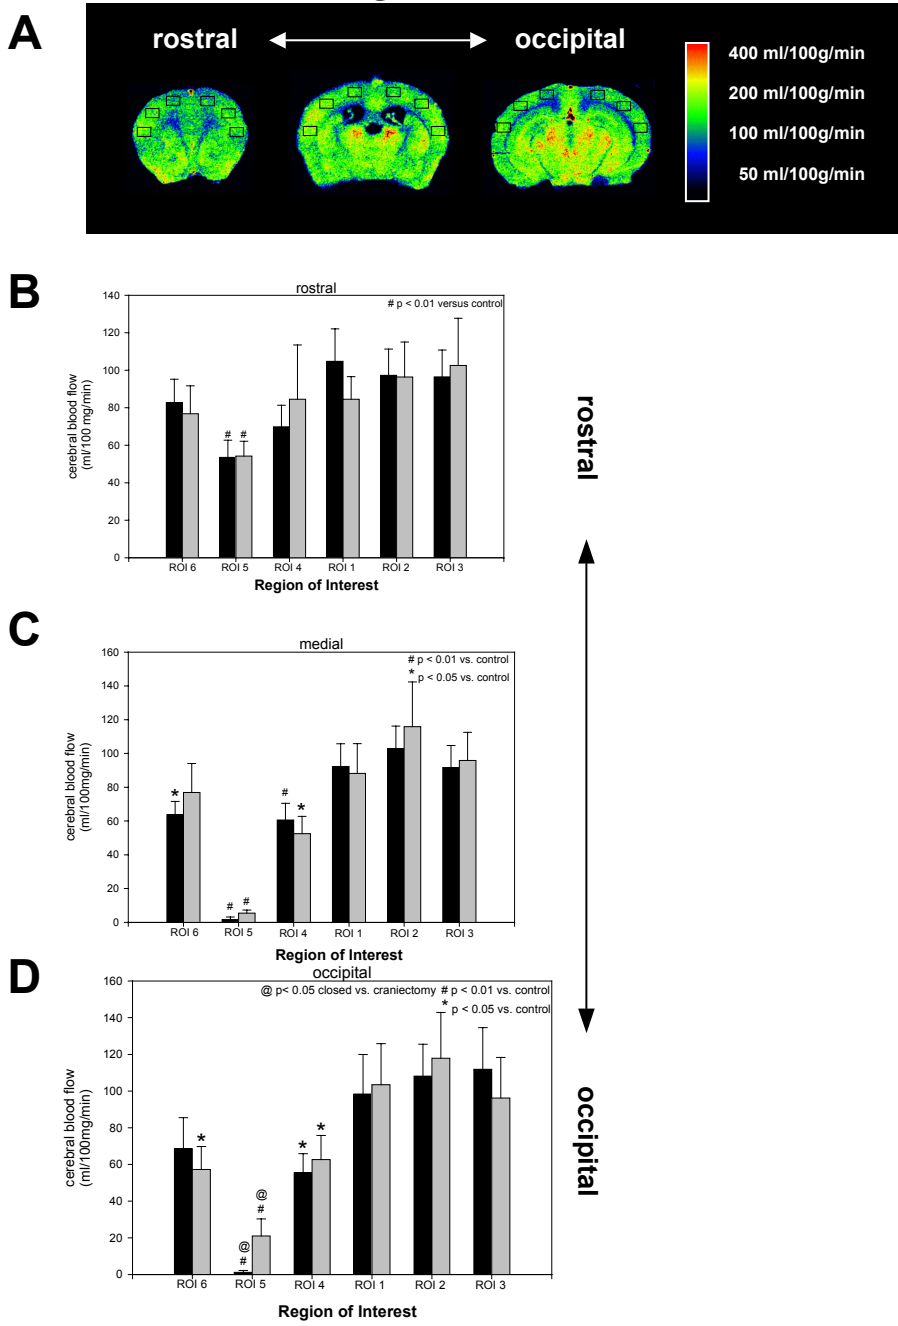 A
rostral
occipital
400 ml/100g/min
200 ml/100g/min
100 ml/100g/min
50 ml/100g/min
B
rostral
# p < 0.01 versus control
140
120
100
80
60
40
20
0
cerebral blood flow
(ml/100 mg/min)
# #
ROI 6 ROI 5 ROI 4 ROI 1 ROI 2 ROI 3
Region of Interest
rostral
C
medial
# p < 0.01 vs. control
* p < 0.05 vs. control
160
140
120
100
80
60
40
20
0
cerebral blood flow
(ml/100mg/min)
* # # # *
ROI 6 ROI 5 ROI 4 ROI 1 ROI 2 ROI 3
Region of Interest
D
occipital
@ p< 0.05 closed vs. craniectomy # p < 0.01 vs. control
* p < 0.05 vs. control
160
140
120
100
80
60
40
20
0
cerebral blood flow
(ml/100mg/min)
* * *
@ @
# #
ROI 6 ROI 5 ROI 4 ROI 1 ROI 2 ROI 3
Region of Interest
occipital